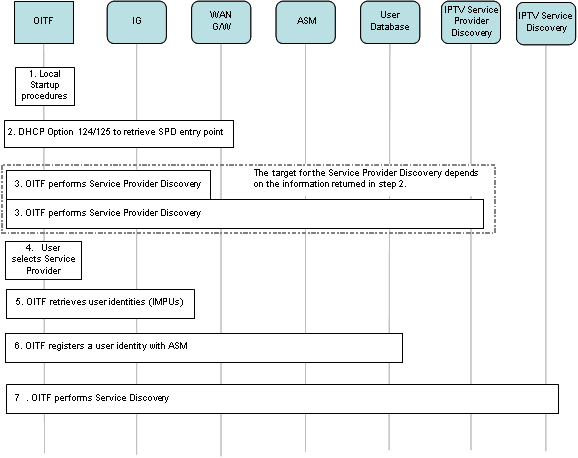 OITF
IG
WAN
G/W
ASM
User
Database
IPTV Service
Provider
Discovery
IPTV Service
Discovery
1. Local
Startup
procedures
2. DHCP Option 124/125 to retrieve SPD entry point
The target for the Service Provider Discovery depends
on the information returned in step 2.
3. OITF performs Service Provider Discovery
3. OITF performs Service Provider Discovery
4. User
selects Service
Provider
5. OITF retrieves user identities (IMPUs)
6. OITF registers a user identity with ASM
7 . OITF performs Service Discovery